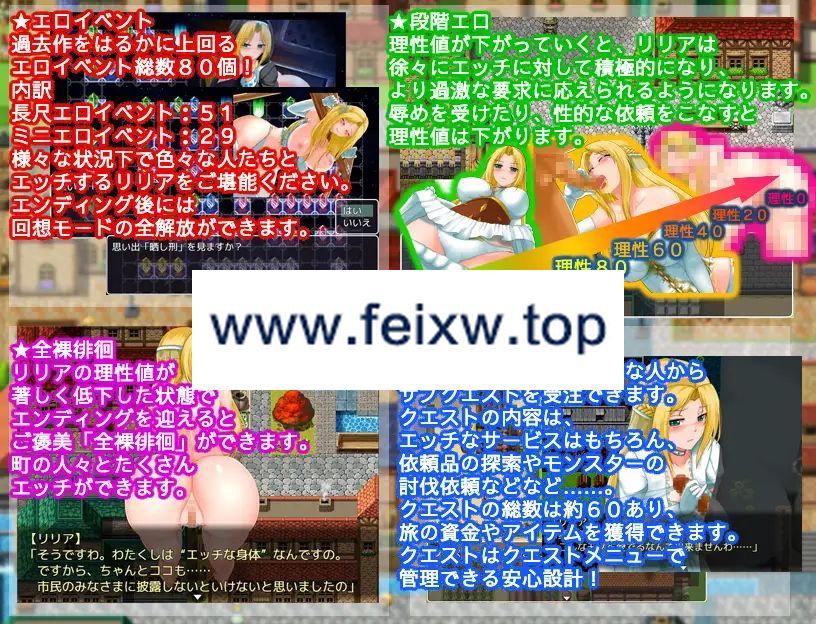 ★エロイベント
過去作をはるかに上回る
エロイベント総数８０個！
内訳
長尺エロイベント：５１
ミニエロイベント：２９
様々な状況下で色々な人たちと
エッチするリリアをご堪能ください。
エンディング後には
回想モードの全解放ができます。
はい
いいえ
思い出「晒し刑」を見ますか？
★段階エロ
理性値が下がっていくと、リリアは
徐々にエッチに対して積極的になり、
より過激な要求に応えられるようになります。
辱めを受けたり、性的な依頼をこなすと
理性値は下がります。
理性０
理性２０
理性４０
理性６０
理性８０
www.feixw.top
★全裸徘徊
リリアの理性値が
著しく低下した状態で
エンディングを迎えると
ご褒美「全裸徘徊」ができます。
町の人々とたくさん
エッチができます。
【リリア】
「そうですわ。わたくしは“エッチな身体”なんですの。
ですから、ちゃんとココも……
市民のみなさまに披露しないといけないと思いましたの」
な人から
サブクエストを受注できます。
クエストの内容は、
エッチなサービスはもちろん、
依頼品の探索やモンスターの
討伐依頼などなど……。
クエストの総数は約６０あり、
旅の資金やアイテムを獲得できます。
来ませんわ……」
クエストはクエストメニューで
管理できる安心設計！